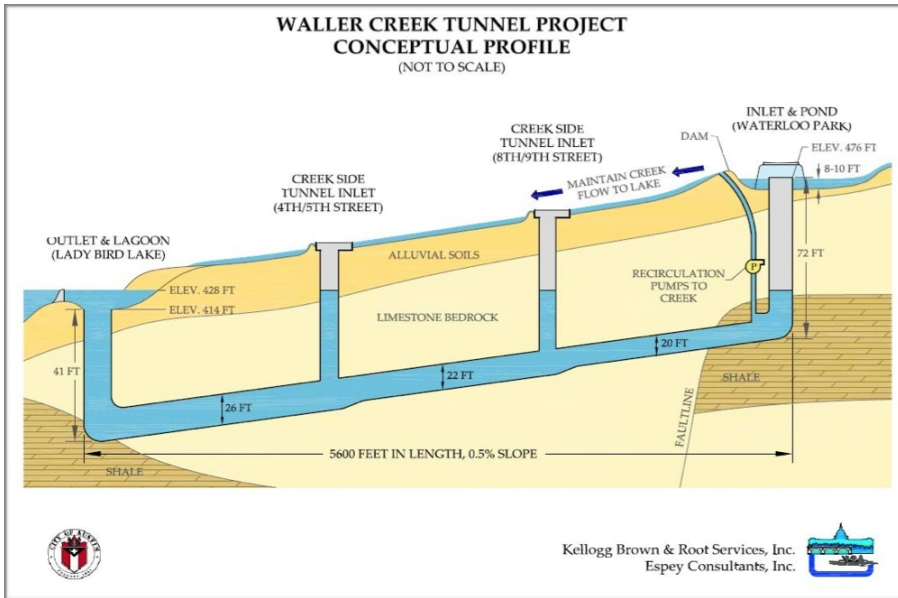 WALLER CREEK TUNNEL PROJECT
CONCEPTUAL PROFILE
(NOT TO SCALE)
INLET & POND
(WATERLOO PARK)
ELEV. 476 FT
8-10 FT
DAM
CREEK SIDE
TUNNEL INLET
(8TH/9TH STREET)
MAINTAIN CREEK
FLOW TO LAKE
CREEK SIDE
TUNNEL INLET
(4TH/5TH STREET)
OUTLET & LAGOON
(LADY BIRD LAKE)
ALLUVIAL SOILS
72 FT
P
RECIRCULATION
PUMPS TO
CREEK
ELEV. 428 FT
ELEV. 414 FT
LIMESTONE BEDROCK
41 FT
20 FT
22 FT
26 FT
SHALE
FAULTLINE
5600 FEET IN LENGTH, 0.5% SLOPE
SHALE
CITY OF AUSTIN
Kellogg Brown & Root Services, Inc.
Espey Consultants, Inc.